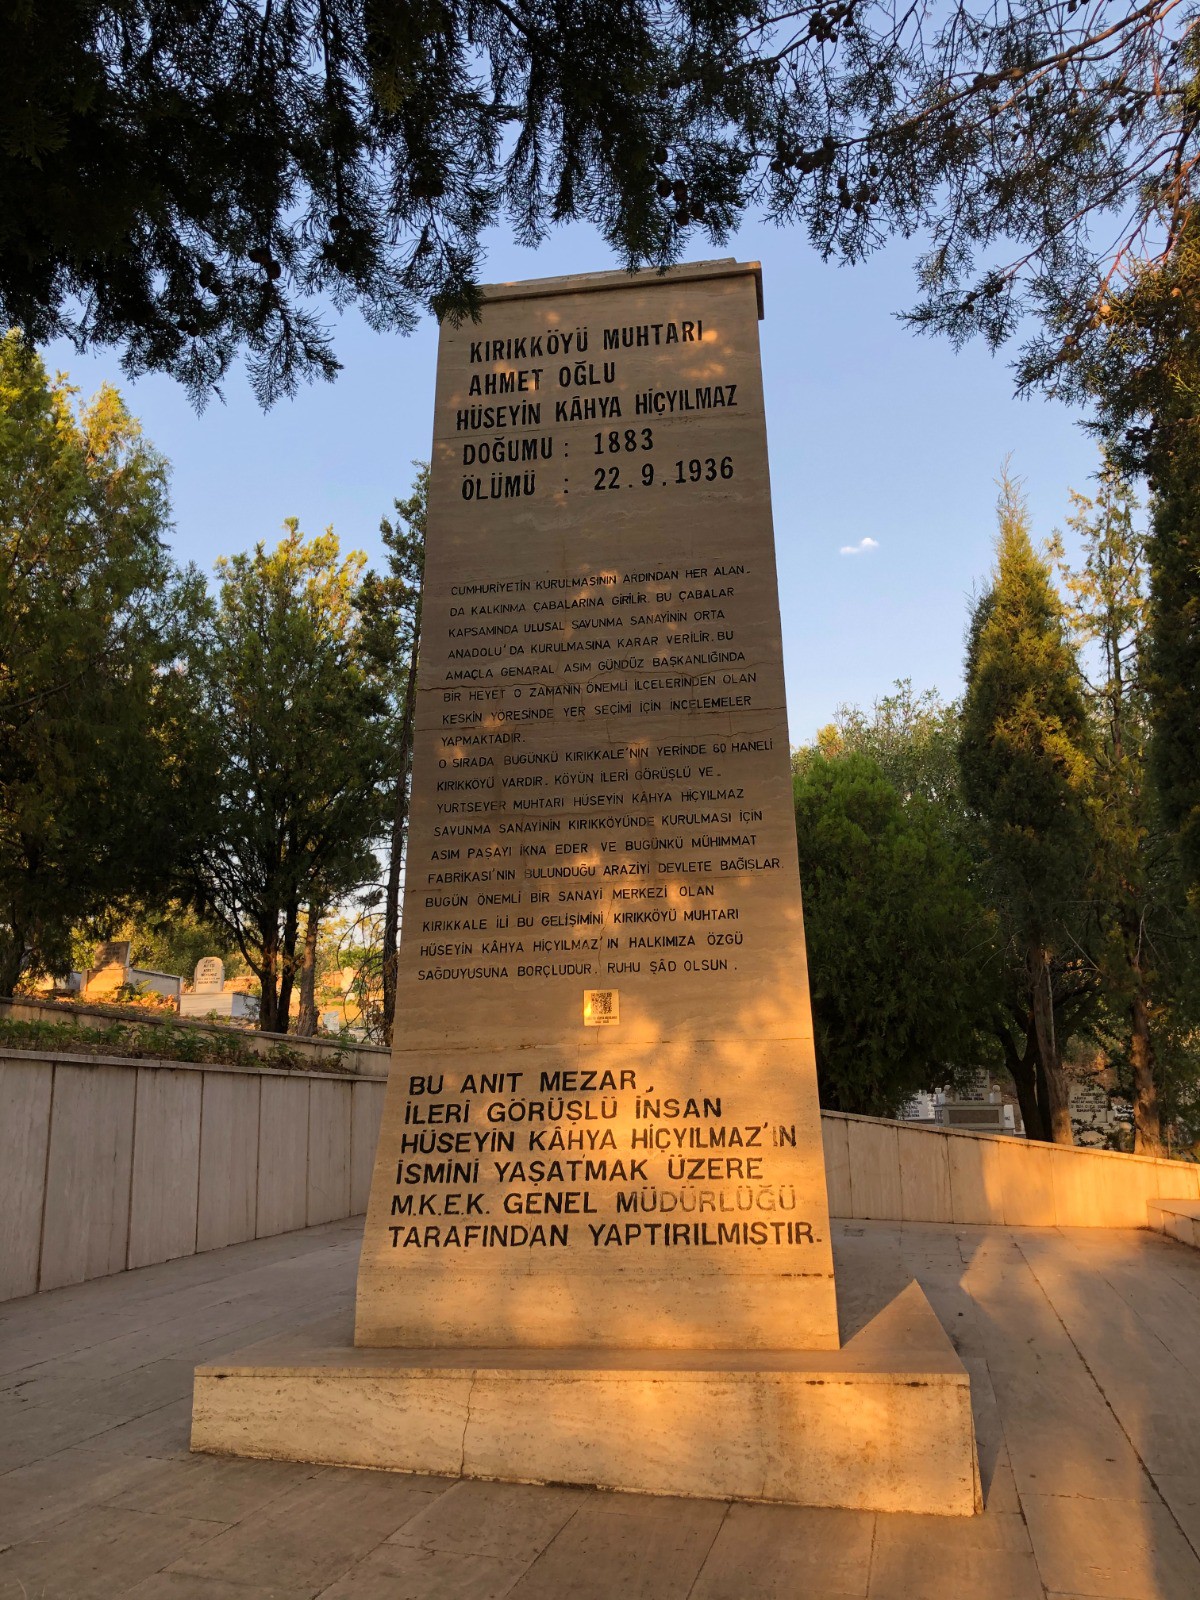 KIRIKKÖYÜ MUHTARI
AHMET OĞLU
HÜSEYİN KÂHYA HİÇYILMAZ
DOĞUMU : 1883
ÖLÜMÜ : 22.9.1936
CUMHURİYETİN KURULMASININ ARDINDAN HER ALAN-
DA KALKINMA ÇABALARINA GİRİLİR. BU ÇABALAR
KAPSAMINDA ULUSAL SAVUNMA SANAYİNİN ORTA
ANADOLU'DA KURULMASINA KARAR VERİLİR. BU
AMAÇLA GENARAL ASIM GÜNDÜZ BAŞKANLIĞINDA
BİR HEYET O ZAMANIN ÖNEMLİ İLÇELERİNDEN OLAN
KESKİN YÖRESİNDE YER SEÇİMİ İÇİN İNCELEMELER
YAPMAKTADIR.
O SIRADA BUGÜNKÜ KIRIKKALE'NİN YERİNDE 60 HANELİ
KIRIKKÖYÜ VARDIR. KÖYÜN İLERİ GÖRÜŞLÜ VE
YURTSEVER MUHTARI HÜSEYİN KÂHYA HİÇYILMAZ
SAVUNMA SANAYİNİN KIRIKKÖYÜNDE KURULMASI İÇİN
ASIM PAŞAYI İKNA EDER VE BUGÜNKÜ MÜHİMMAT
FABRİKASI'NIN BULUNDUĞU ARAZİYİ DEVLETE BAĞIŞLAR.
BUGÜN ÖNEMLİ BİR SANAYİ MERKEZİ OLAN
KIRIKKALE İLİ BU GELİŞİMİNİ KIRIKKÖYÜ MUHTARI
HÜSEYİN KÂHYA HİÇYILMAZ'IN HALKIMIZA ÖZGÜ
SAĞDUYUSUNA BORÇLUDUR. RUHU ŞÂD OLSUN.
BU ANIT MEZAR,
İLERİ GÖRÜŞLÜ İNSAN
HÜSEYİN KÂHYA HİÇYILMAZ'IN
İSMİNİ YAŞATMAK ÜZERE
M.K.E.K. GENEL MÜDÜRLÜĞÜ
TARAFINDAN YAPTIRILMIŞTIR.